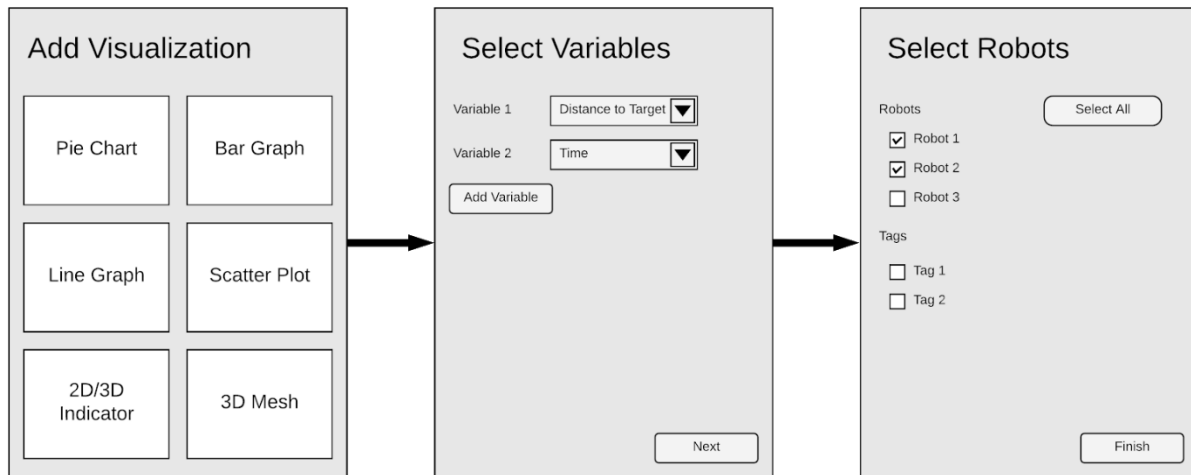 Add Visualization
Pie Chart
Bar Graph
Line Graph
Scatter Plot
2D/3D
Indicator
3D Mesh
Select Variables
Variable 1
Distance to Target
Variable 2
Time
Add Variable
Next
Select Robots
Robots
Select All
Robot 1
Robot 2
Robot 3
Tags
Tag 1
Tag 2
Finish